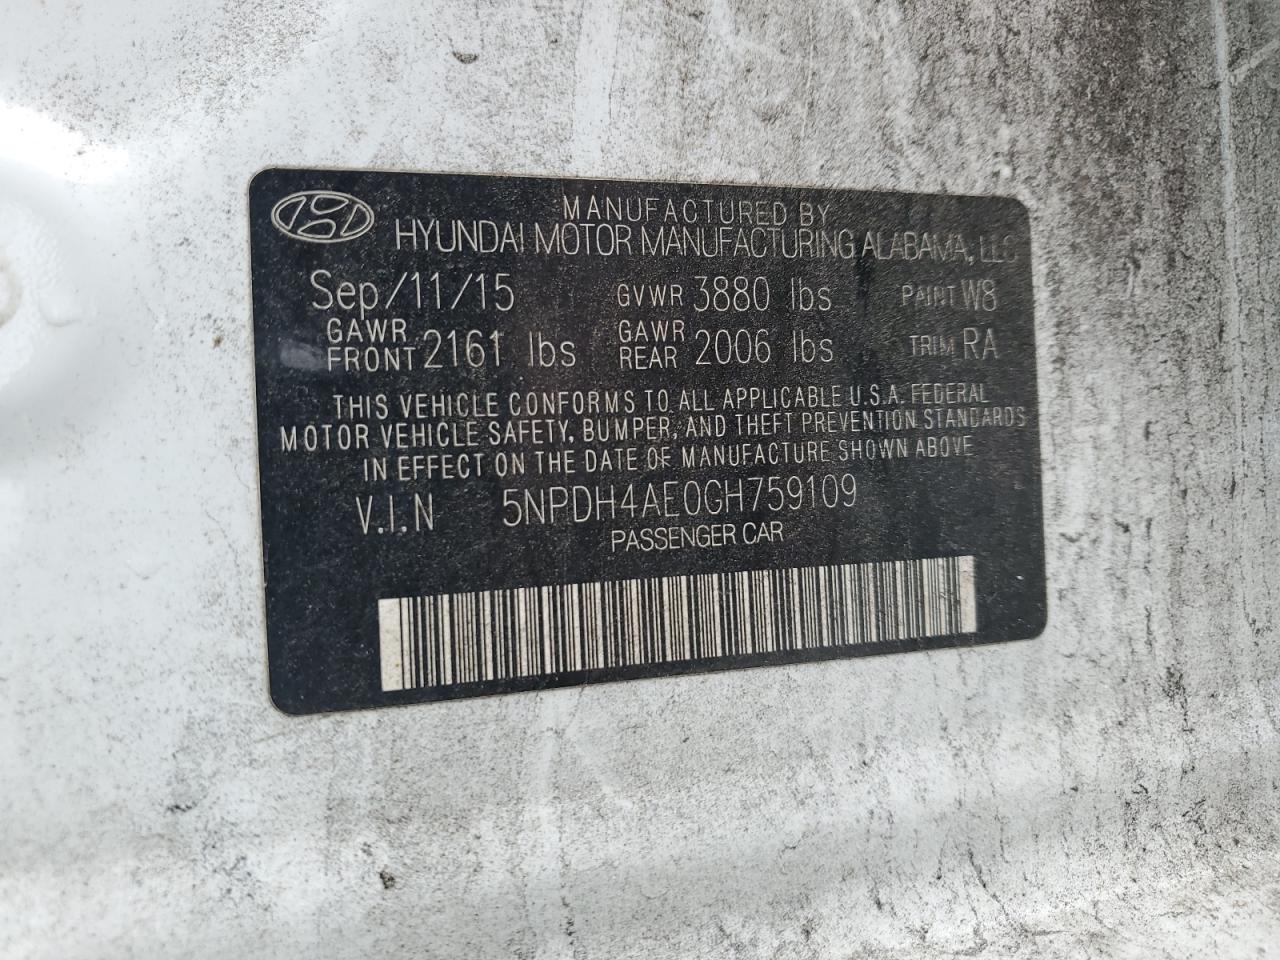 MANUFACTURED BY
HYUNDAI MOTOR MANUFACTURING ALABAMA, LLC
Sep/11/15 GVWR 3880 lbs PAINT W8
GAWR FRONT 2161 lbs GAWR REAR 2006 lbs TRIM RA
THIS VEHICLE CONFORMS TO ALL APPLICABLE U.S.A. FEDERAL
MOTOR VEHICLE SAFETY, BUMPER, AND THEFT PREVENTION STANDARDS
IN EFFECT ON THE DATE OF MANUFACTURE SHOWN ABOVE
V.I.N 5NPDH4AE0GH759109
PASSENGER CAR